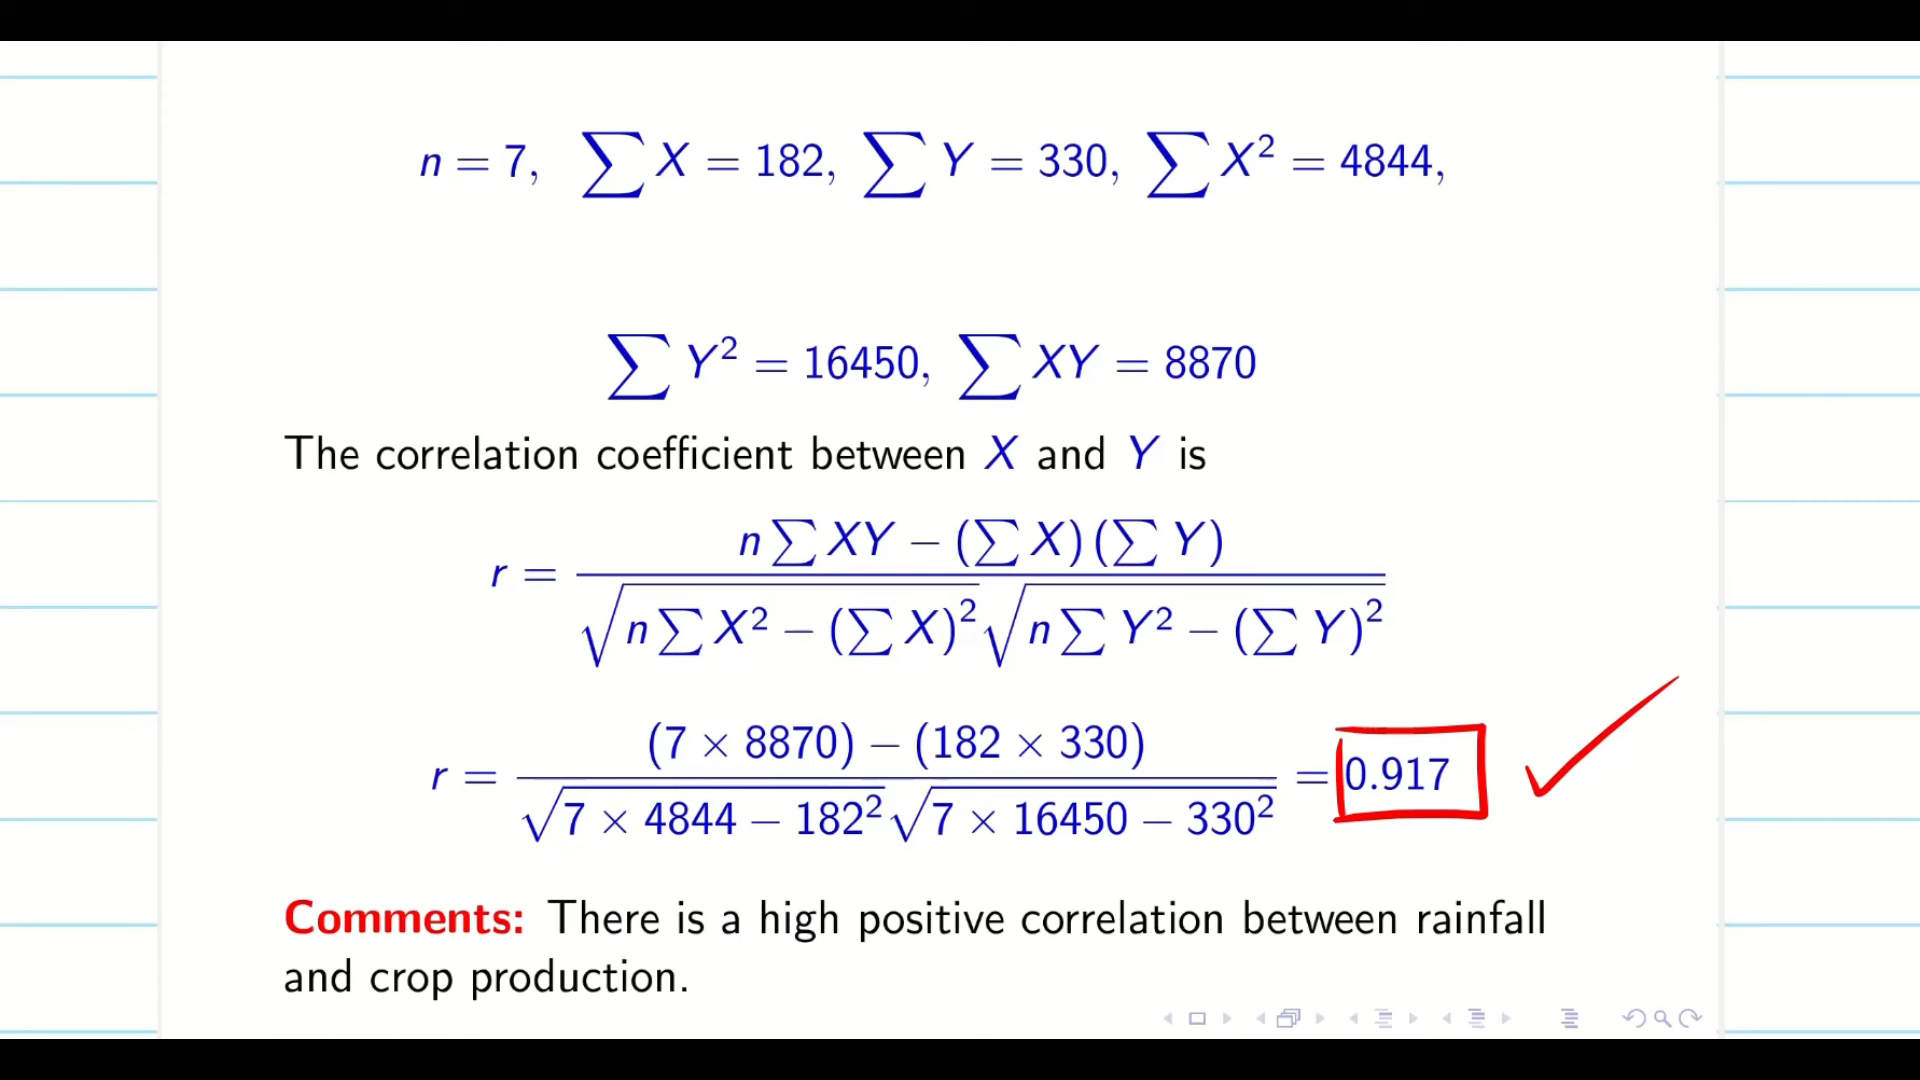 n = 7, ∑ X = 182, ∑ Y = 330, ∑ X² = 4844,
∑ Y² = 16450, ∑ XY = 8870
The correlation coefficient between X and Y is
r = n ∑ XY − (∑ X) (∑ Y) / √(n ∑ X² − (∑ X)²) √(n ∑ Y² − (∑ Y)²)
r = (7 × 8870) − (182 × 330) / √(7 × 4844 − 182²) √(7 × 16450 − 330²) = 0.917
Comments: There is a high positive correlation between rainfall
and crop production.